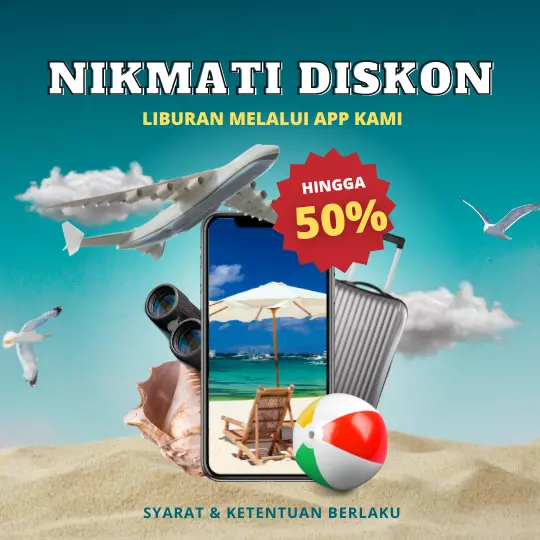 NIKMATI DISKON
LIBURAN MELALUI APP KAMI
HINGGA
50%
SYARAT & KETENTUAN BERLAKU